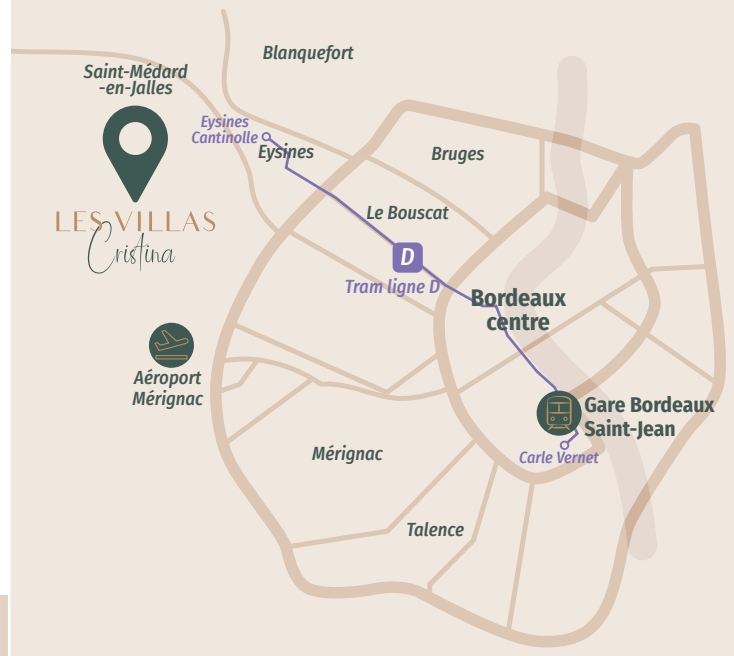 Blanquefort
Saint-Médard
-en-Jalles
Eysines
Cantinolle
Eysines
Bruges
LES VILLAS
Cristina
Le Bouscat
D
Tram ligne D
Bordeaux
centre
Aéroport
Mérignac
Gare Bordeaux
Saint-Jean
Mérignac
Carle Vernet
Talence